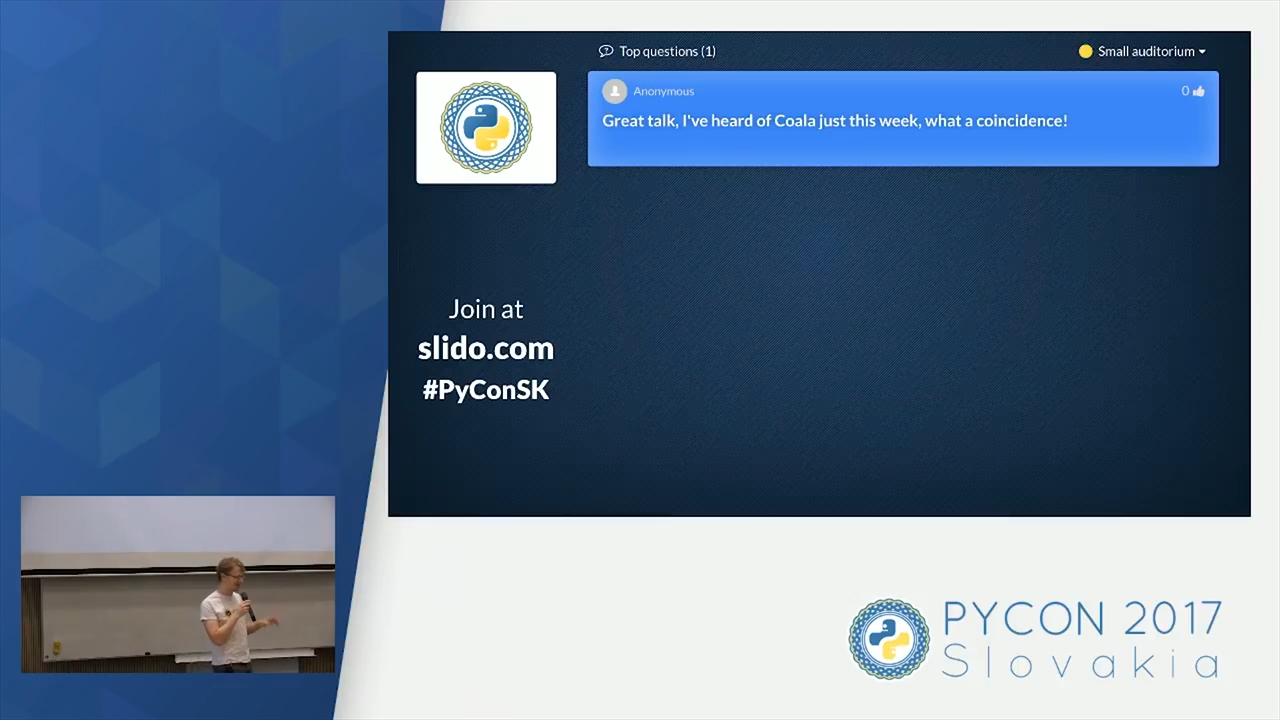 Top questions (1)
Small auditorium
Anonymous
0
Great talk, I've heard of Coala just this week, what a coincidence!
Join at
slido.com
#PyConSK
PYCON 2017
Slovakia